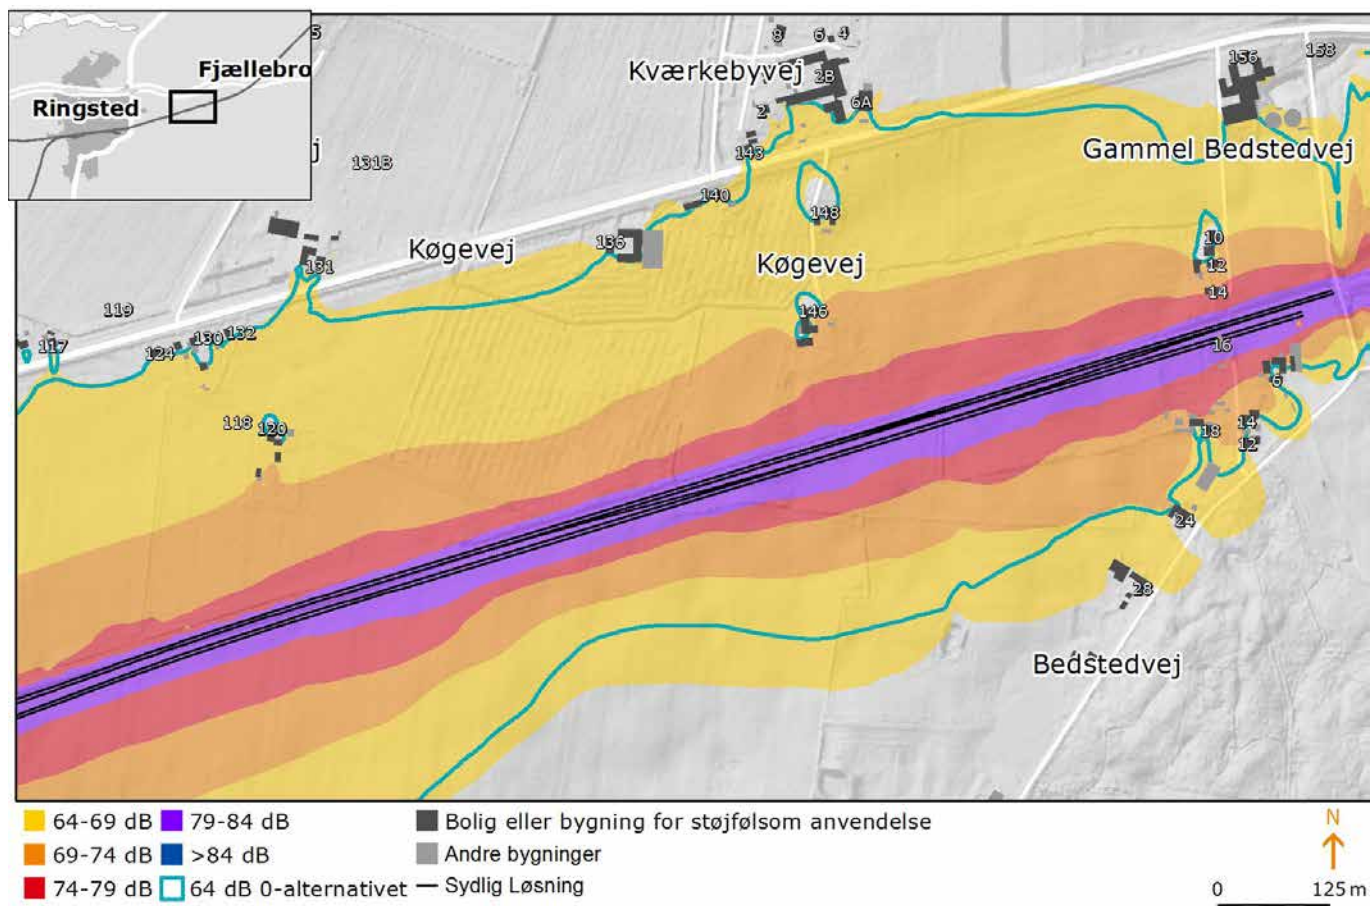 Fjællebro
Ringsted
5
j
131B
8
6
4
Kværkebyvej
2B
6A
2
143
156
158
Gammel Bedstedvej
140
148
136
Køgevej
Køgevej
131
10
12
14
119
117
124
130
132
146
16
6
118
120
14
18
12
24
28
Bedstedvej
64-69 dB
79-84 dB
Bolig eller bygning for støjfølsom anvendelse
69-74 dB
>84 dB
Andre bygninger
74-79 dB
64 dB 0-alternativet
Sydlig Løsning
N
0
125 m